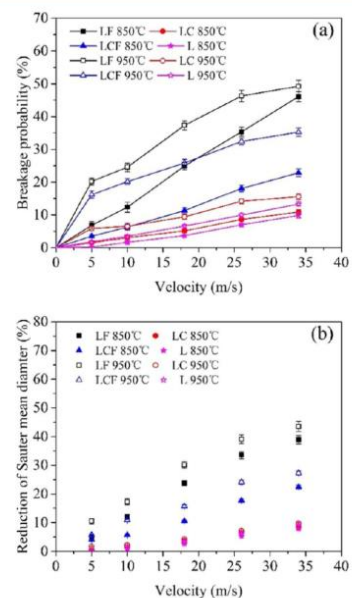 (a)
LF 850℃ LC 850℃
LCF 850℃ L 850℃
LF 950℃ LC 950℃
LCF 950℃ L 950℃
70
60
50
40
30
20
10
0
Breakage probability (%)
0 5 10 15 20 25 30 35 40
Velocity (m/s)
(b)
LF 850℃ LC 850℃
LCF 850℃ L 850℃
LF 950℃ LC 950℃
LCF 950℃ L 950℃
80
70
60
50
40
30
20
10
0
Reduction of Sauter mean diamter (%)
0 5 10 15 20 25 30 35 40
Velocity (m/s)